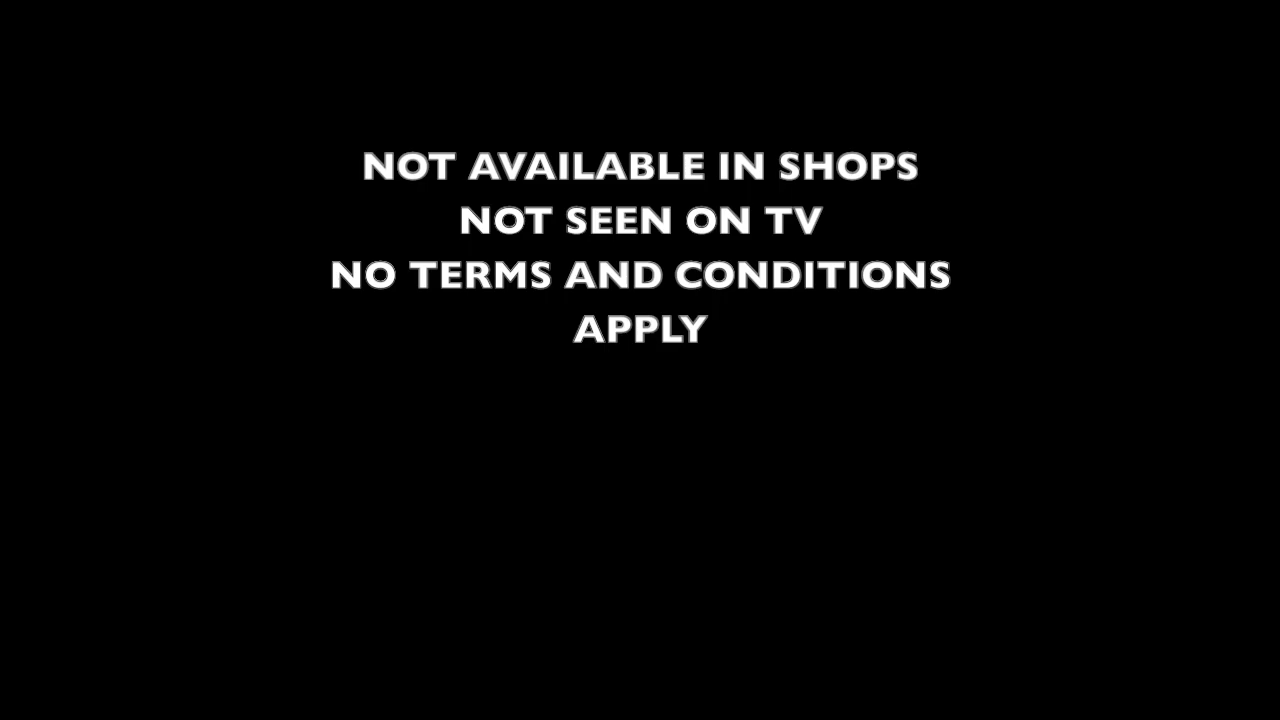 NOT AVAILABLE IN SHOPS
NOT SEEN ON TV
NO TERMS AND CONDITIONS
APPLY